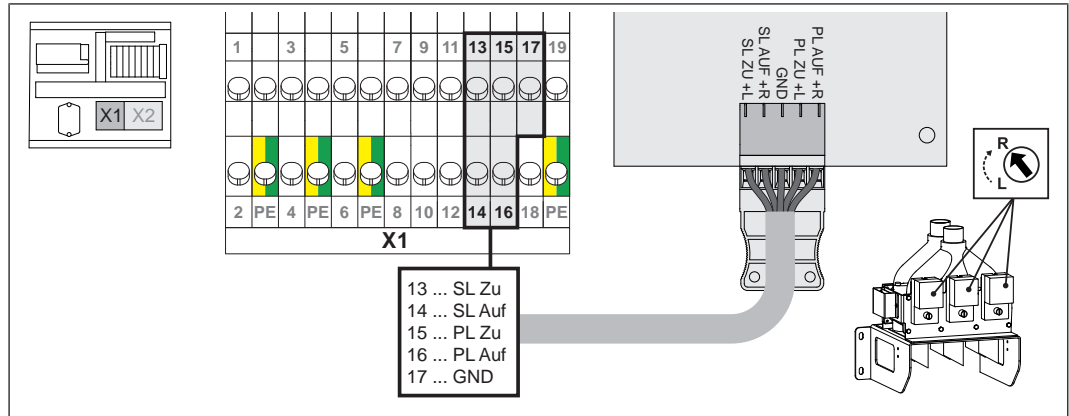 X1 X2
1 3 5 7 9 11 13 15 17 19
2 PE 4 PE 6 PE 8 10 12 14 16 18 PE
X1
13 ... SL Zu
14 ... SL Auf
15 ... PL Zu
16 ... PL Auf
17 ... GND
SL ZU +L
SL AUF +R
GND
PL ZU +L
PL AUF +R
R
L